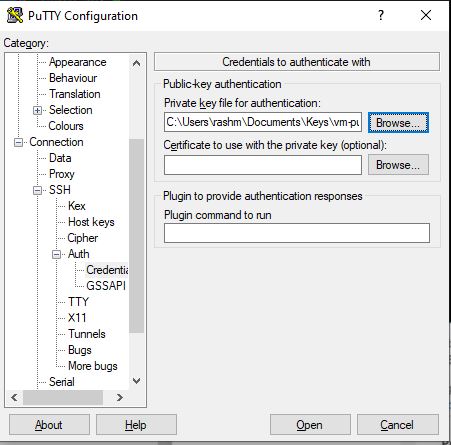 PuTTY Configuration
?
Category:
Appearance
Behaviour
Translation
Selection
Colours
Connection
Data
Proxy
SSH
Kex
Host keys
Cipher
Auth
Credentia
GSSAPI
TTY
X11
Tunnels
Bugs
More bugs
Serial
Credentials to authenticate with
Public-key authentication
Private key file for authentication:
C:\Users\rashm\Documents\Keys\vm-pu
Browse...
Certificate to use with the private key (optional):
Browse...
Plugin to provide authentication responses
Plugin command to run
About
Help
Open
Cancel